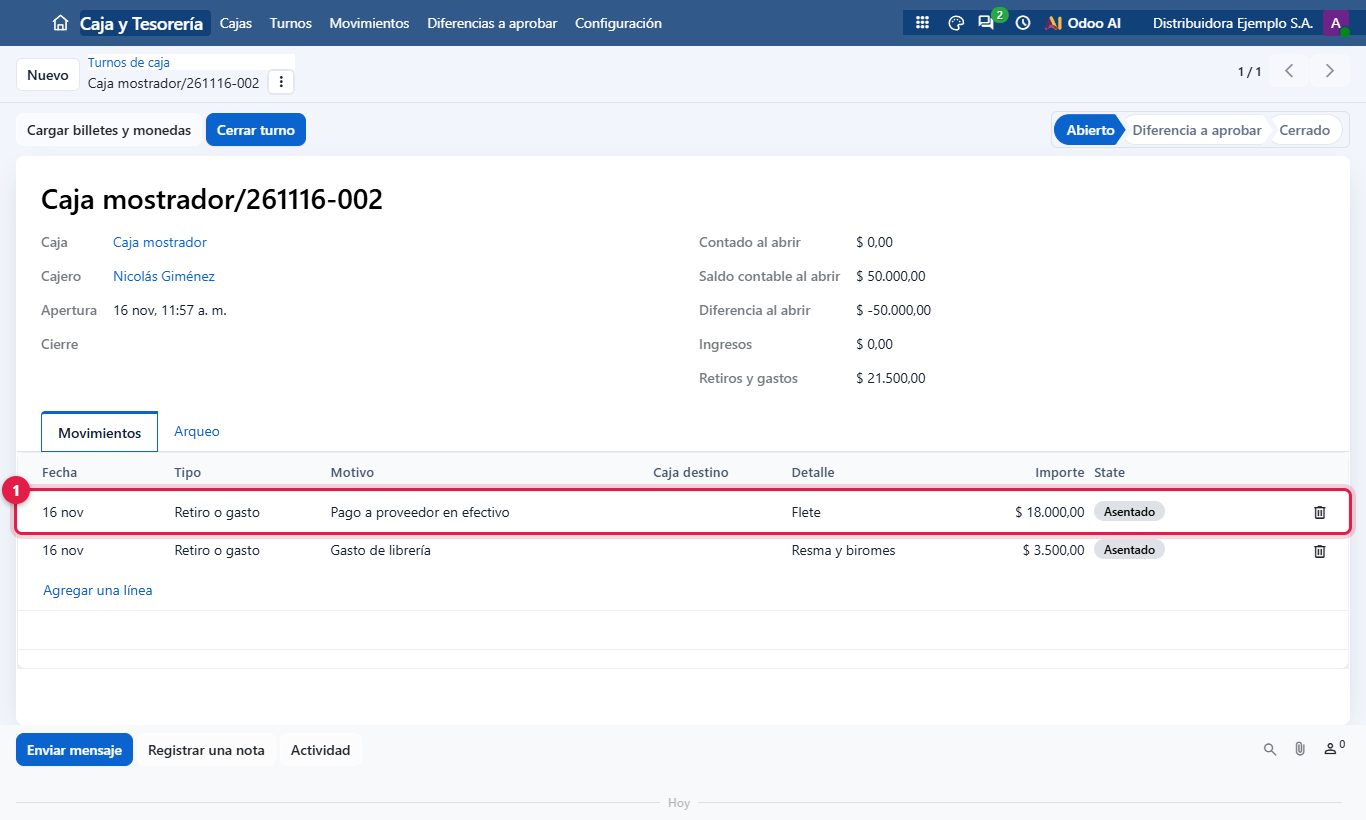 Caja y Tesorería Cajas Turnos Movimientos Diferencias a aprobar Configuración 2 Odoo AI Distribuidora Ejemplo S.A. A
Nuevo Turnos de caja
Caja mostrador/261116-002
1 / 1
Cargar billetes y monedas Cerrar turno Abierto Diferencia a aprobar Cerrado
Caja mostrador/261116-002
Caja Caja mostrador Contado al abrir $ 0,00
Cajero Nicolás Giménez Saldo contable al abrir $ 50.000,00
Apertura 16 nov, 11:57 a. m. Diferencia al abrir $ -50.000,00
Cierre Ingresos $ 0,00
Retiros y gastos $ 21.500,00
Movimientos Arqueo
Fecha Tipo Motivo Caja destino Detalle Importe State
1
16 nov Retiro o gasto Pago a proveedor en efectivo Flete $ 18.000,00 Asentado
16 nov Retiro o gasto Gasto de librería Resma y biromes $ 3.500,00 Asentado
Agregar una línea
Enviar mensaje Registrar una nota Actividad 0
Hoy